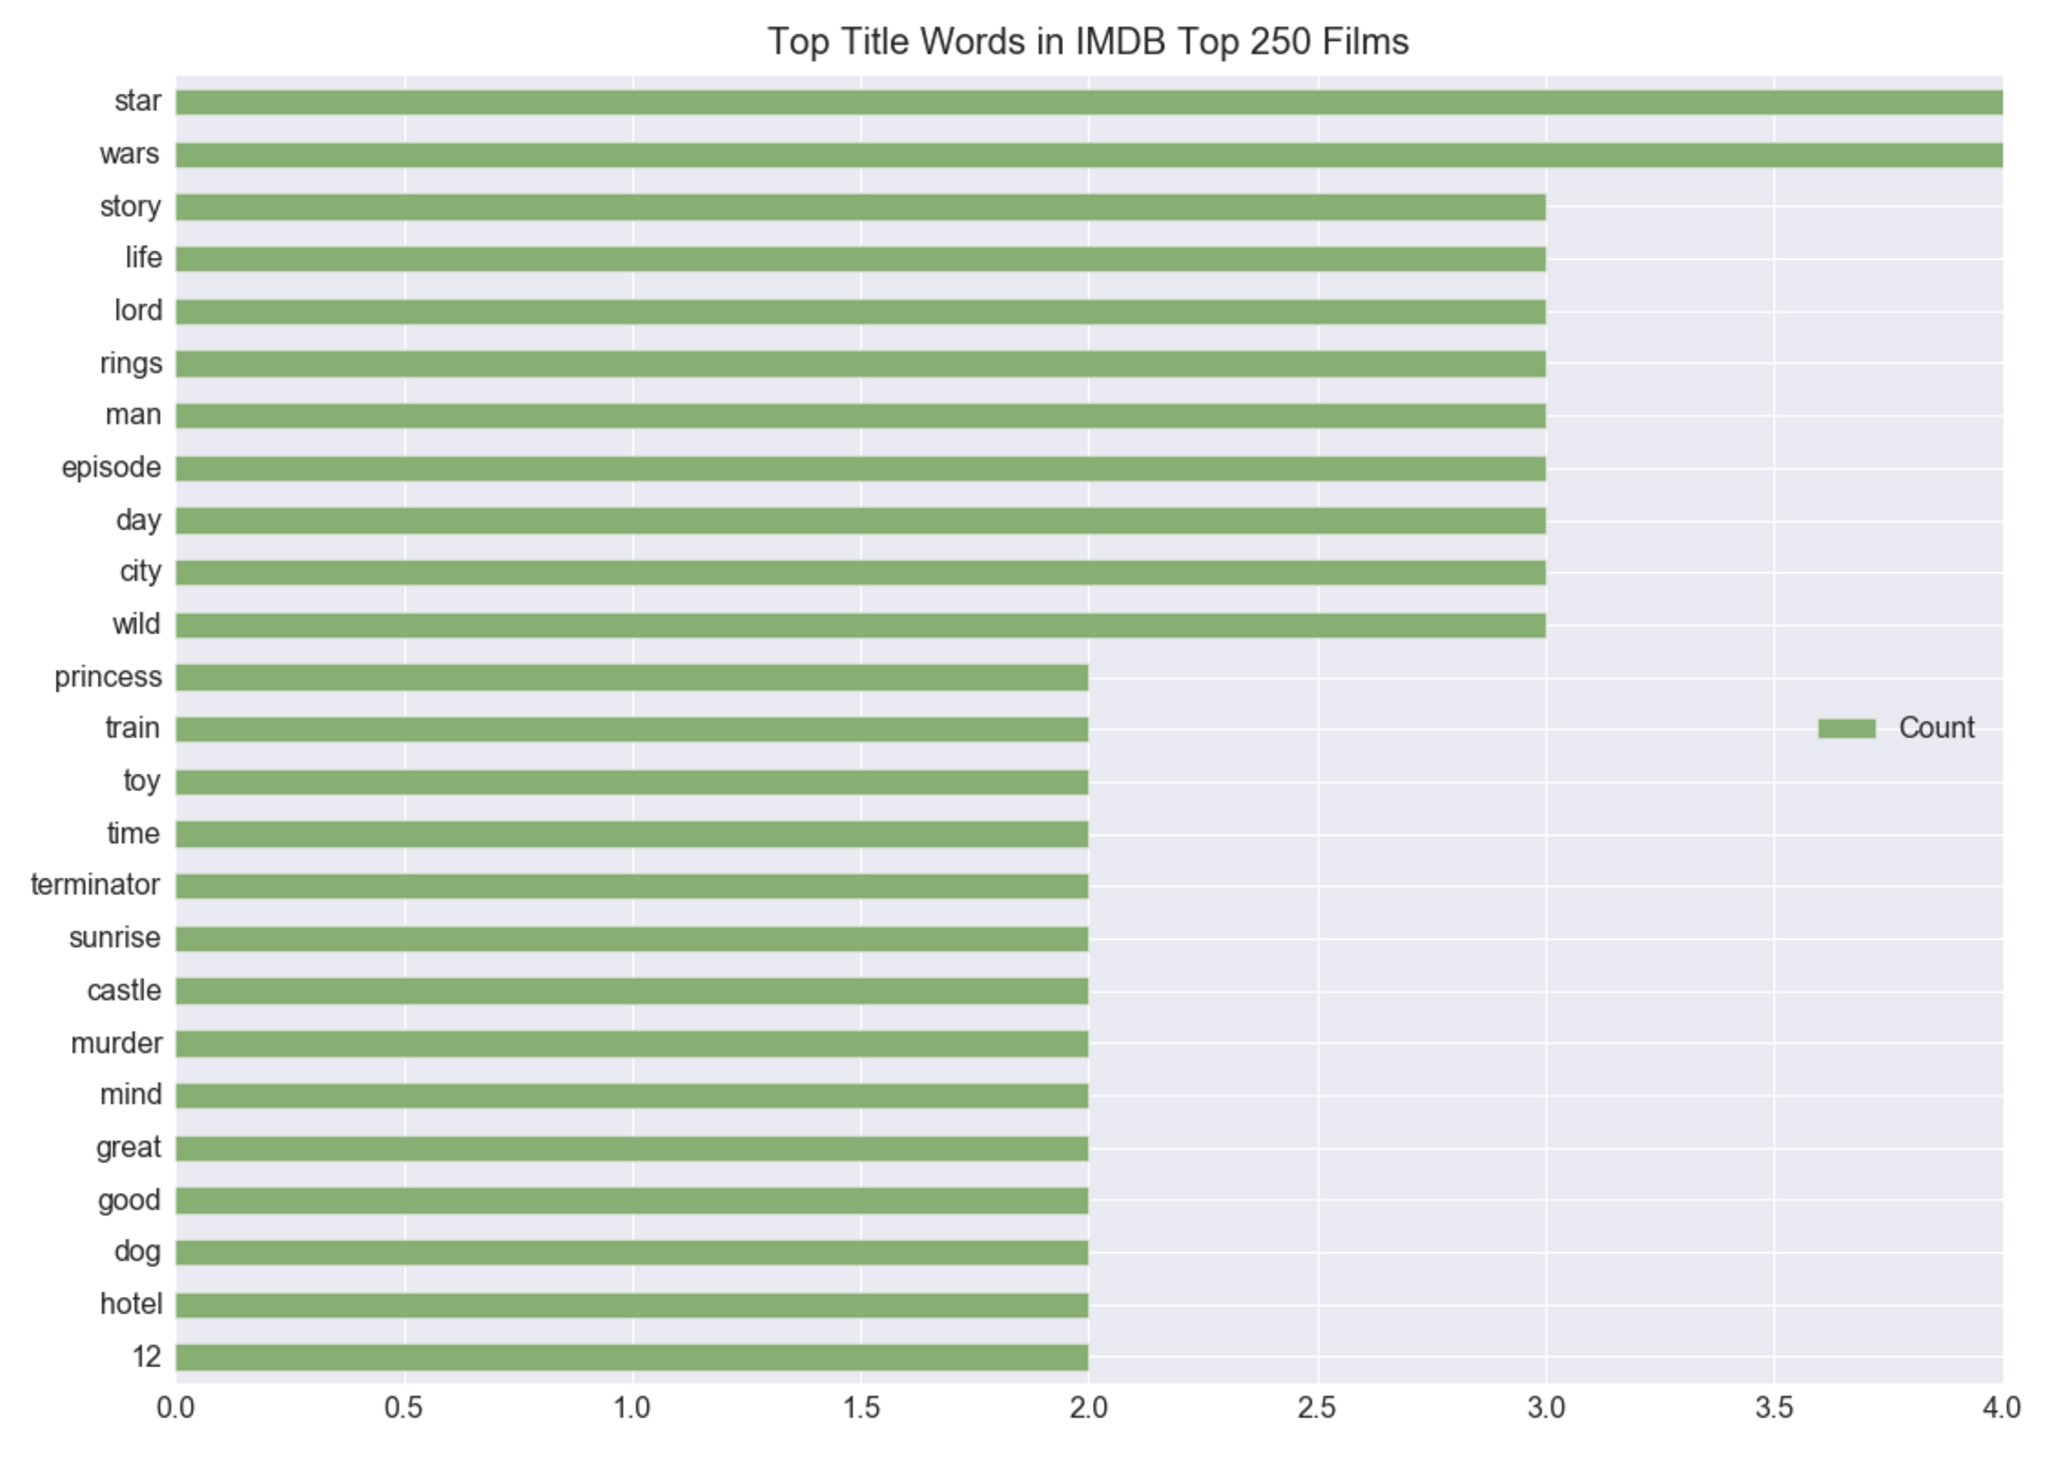 Top Title Words in IMDB Top 250 Films
star
wars
story
life
lord
rings
man
episode
day
city
wild
princess
train
Count
toy
time
terminator
sunrise
castle
murder
mind
great
good
dog
hotel
12
0.0 0.5 1.0 1.5 2.0 2.5 3.0 3.5 4.0